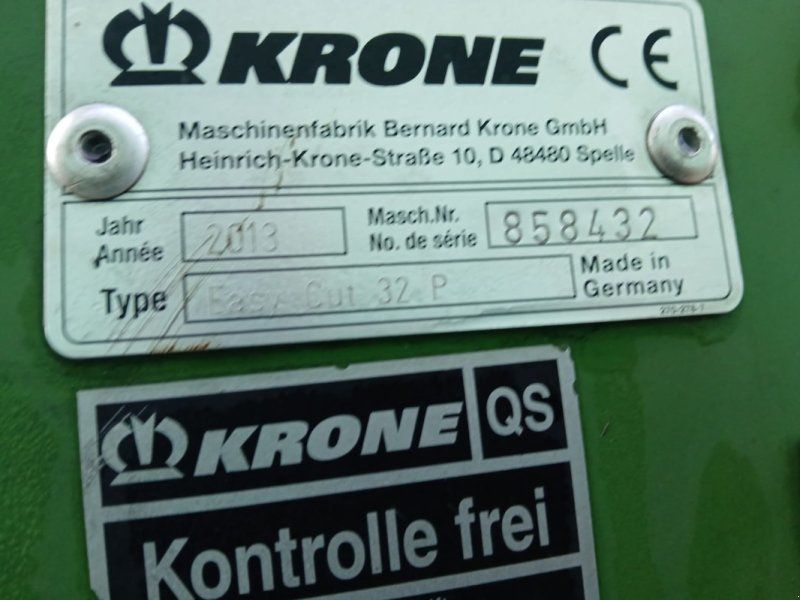 KRONE CE
Maschinenfabrik Bernard Krone GmbH
Heinrich-Krone-Straße 10, D 48480 Spelle
Jahr 2013 Masch.Nr. 858432
Année No. de série
Type Easy Cut 32 P Made in
Germany
KRONE QS
Kontrolle frei